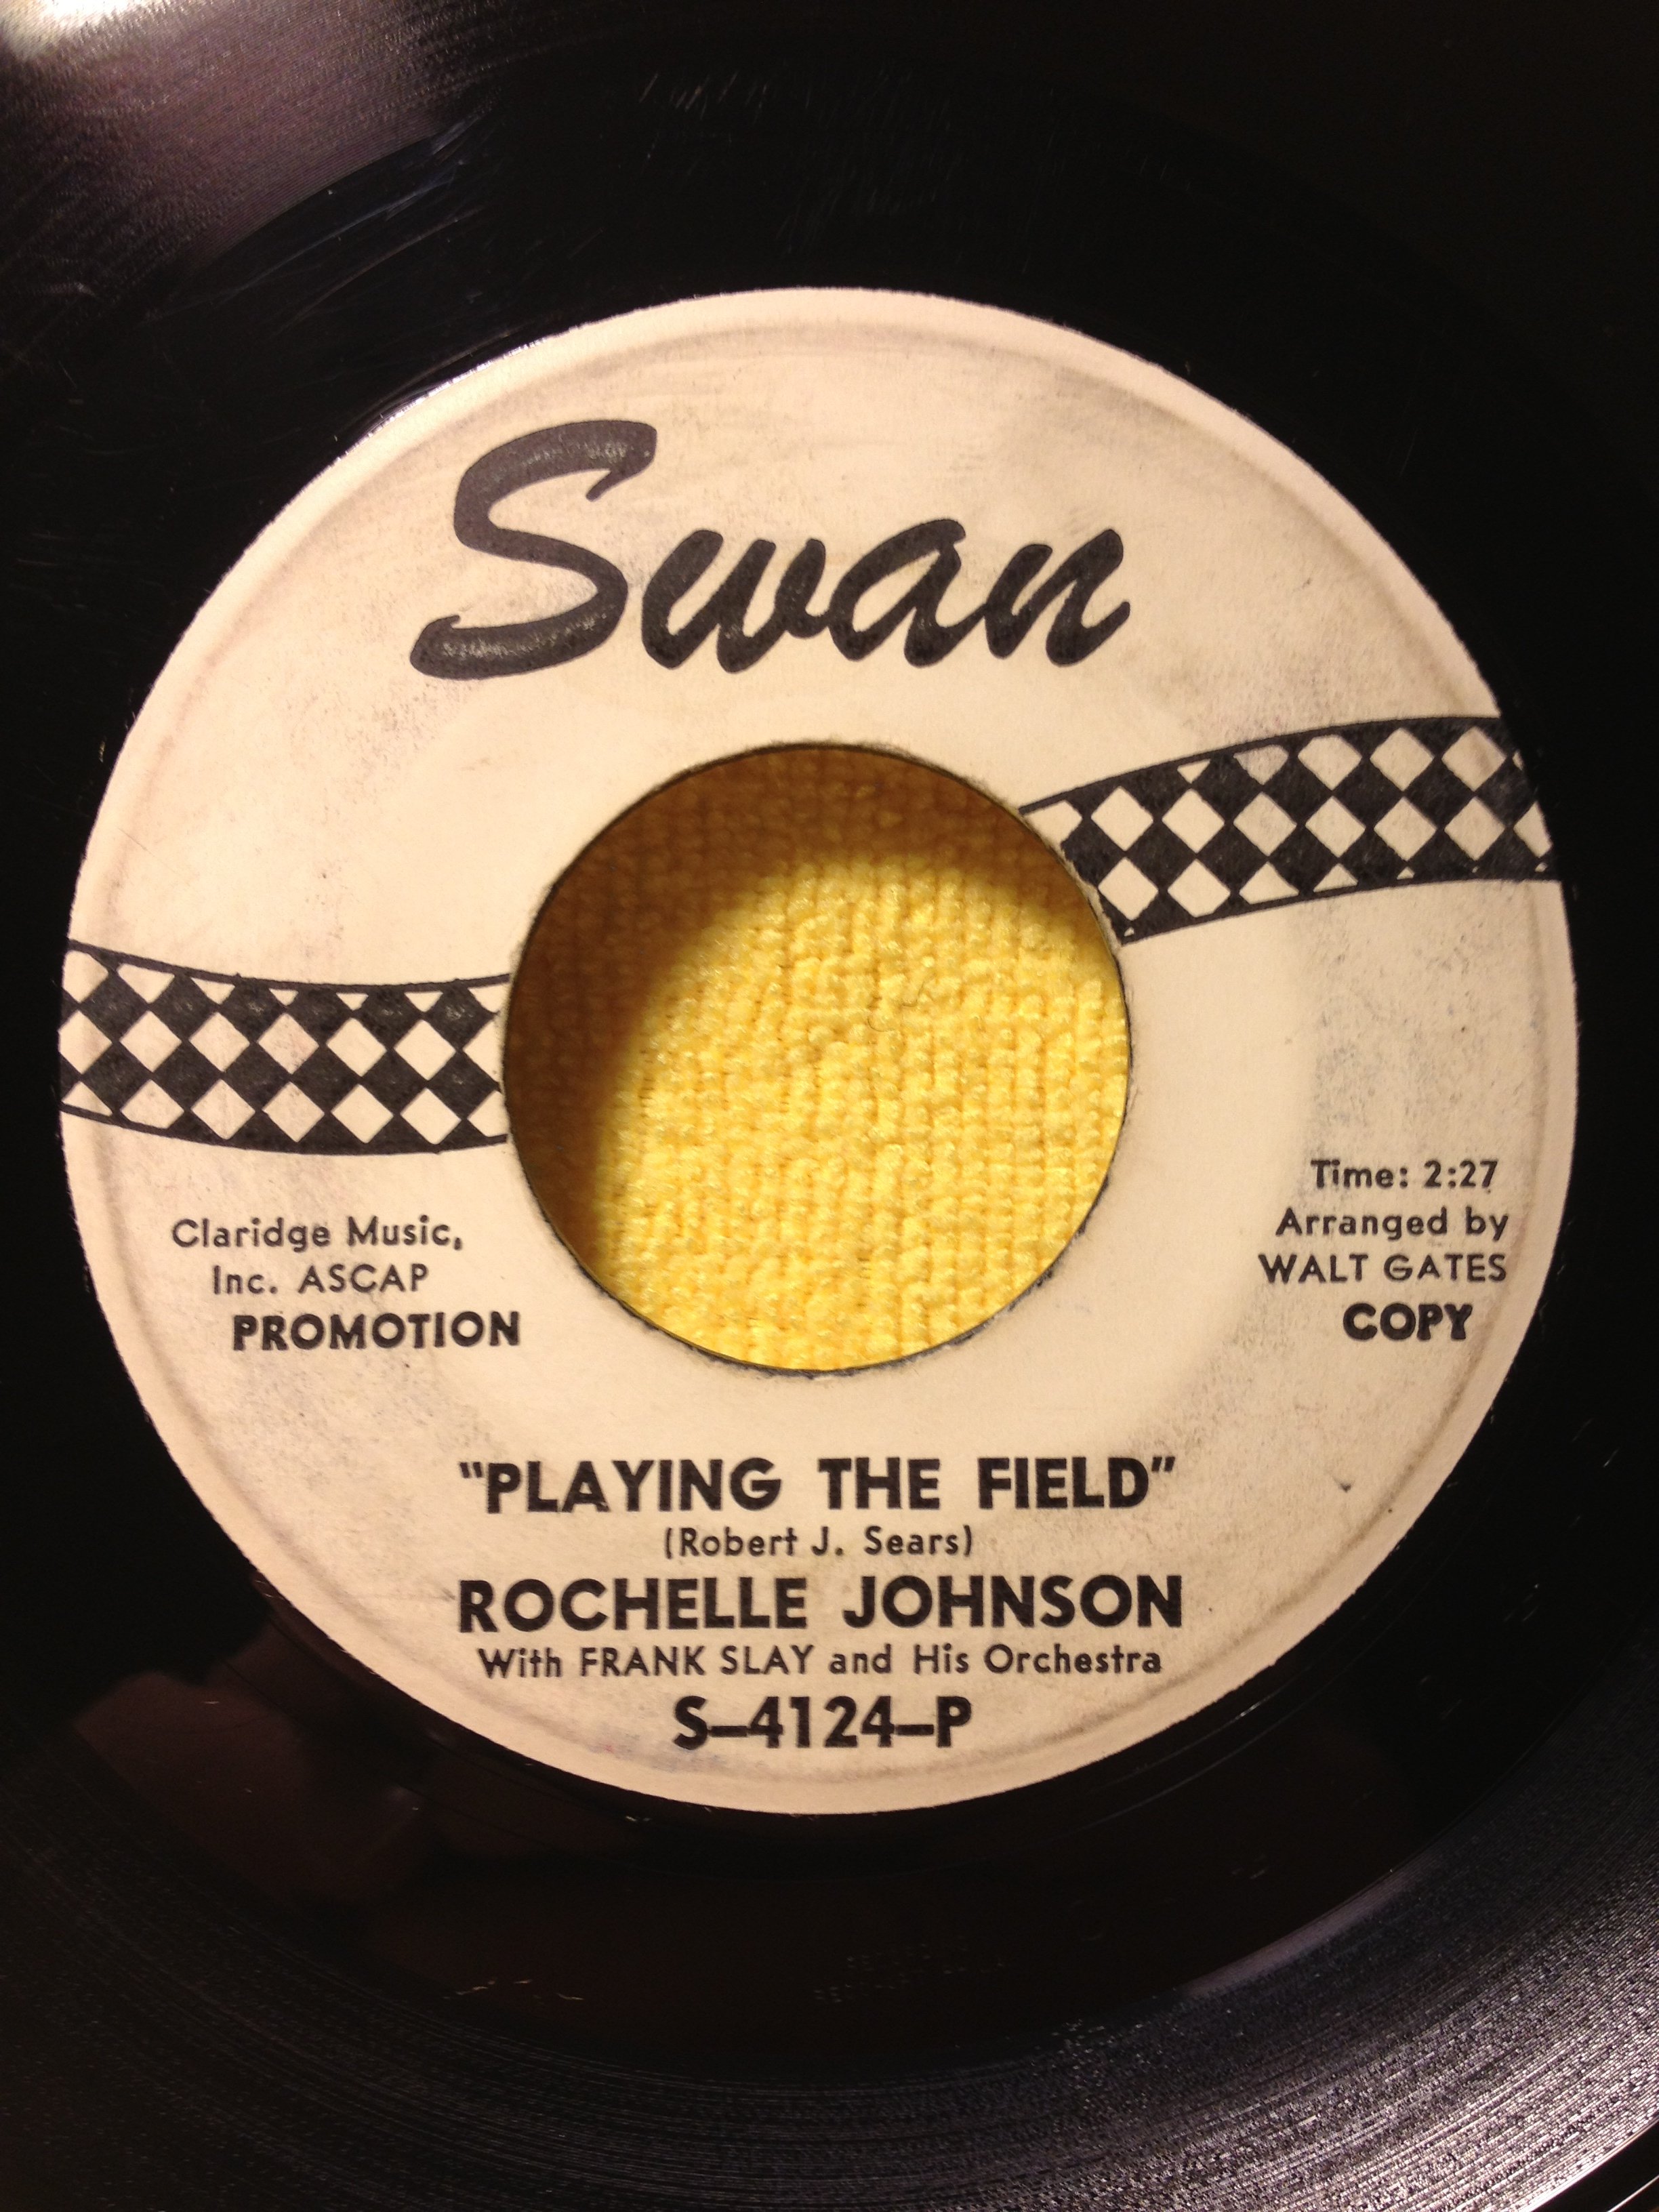 Swan
Claridge Music,
Inc. ASCAP
PROMOTION
Time: 2:27
Arranged by
WALT GATES
COPY
"PLAYING THE FIELD"
(Robert J. Sears)
ROCHELLE JOHNSON
With FRANK SLAY and His Orchestra
S-4124-P